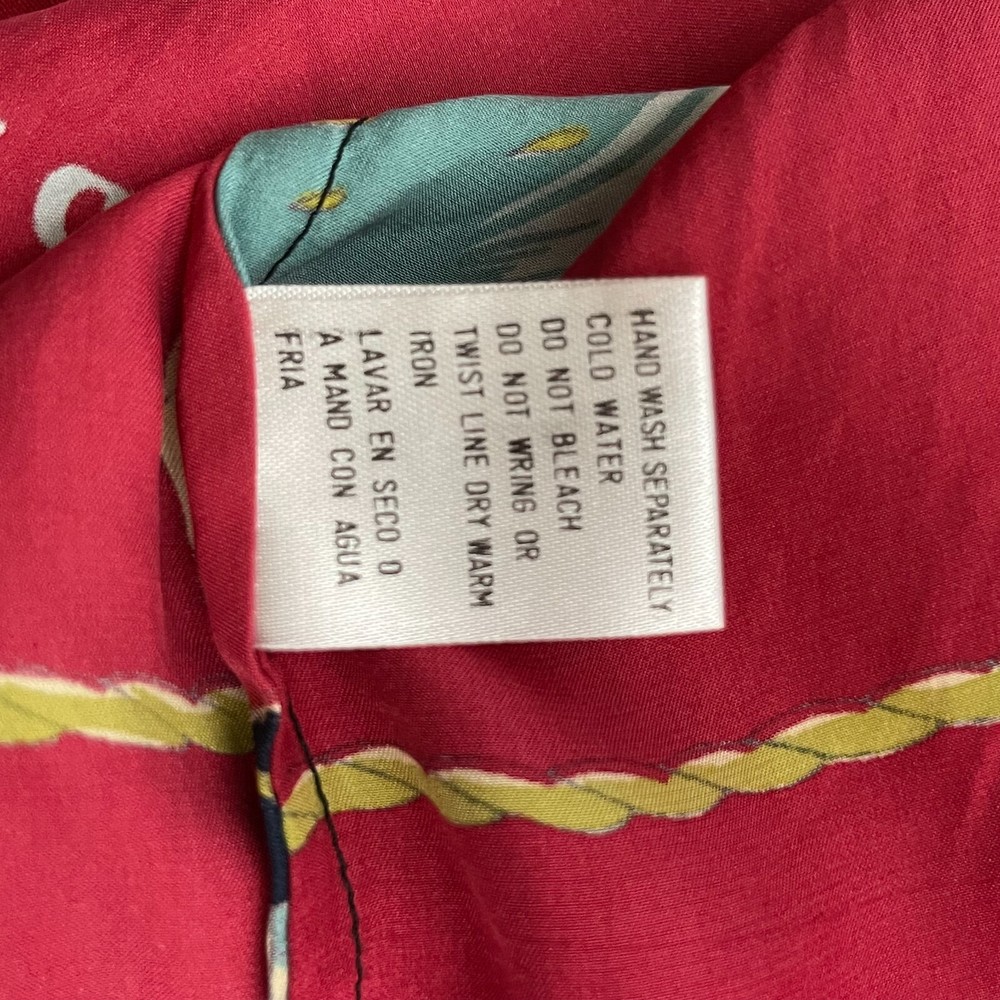 HAND WASH SEPARATELY
COLD WATER
DO NOT BLEACH
DO NOT WRING OR
TWIST LINE DRY WARM
IRON
LAVAR EN SECO O
A MANO CON AGUA
FRIA